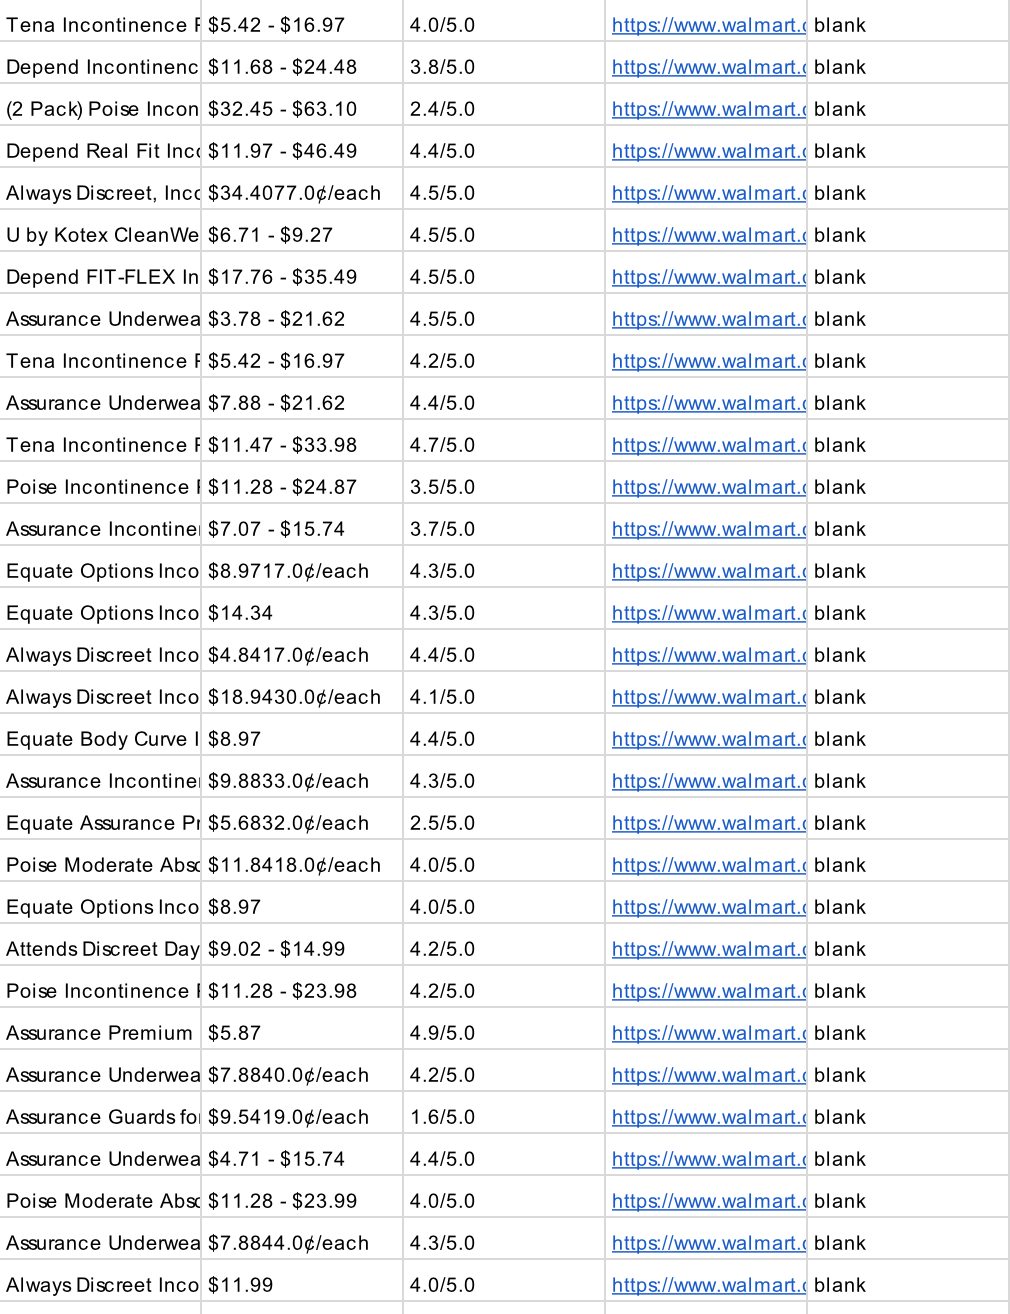 Tena Incontinence F $5.42 - $16.97 4.0/5.0 https://www.walmart.c blank
Depend Incontinenc $11.68 - $24.48 3.8/5.0 https://www.walmart.c blank
(2 Pack) Poise Incon $32.45 - $63.10 2.4/5.0 https://www.walmart.c blank
Depend Real Fit Inco $11.97 - $46.49 4.4/5.0 https://www.walmart.c blank
Always Discreet, Inco $34.4077.0¢/each 4.5/5.0 https://www.walmart.c blank
U by Kotex CleanWe $6.71 - $9.27 4.5/5.0 https://www.walmart.c blank
Depend FIT-FLEX In $17.76 - $35.49 4.5/5.0 https://www.walmart.c blank
Assurance Underwea $3.78 - $21.62 4.5/5.0 https://www.walmart.c blank
Tena Incontinence F $5.42 - $16.97 4.2/5.0 https://www.walmart.c blank
Assurance Underwea $7.88 - $21.62 4.4/5.0 https://www.walmart.c blank
Tena Incontinence F $11.47 - $33.98 4.7/5.0 https://www.walmart.c blank
Poise Incontinence F $11.28 - $24.87 3.5/5.0 https://www.walmart.c blank
Assurance Incontiner $7.07 - $15.74 3.7/5.0 https://www.walmart.c blank
Equate Options Inco $8.9717.0¢/each 4.3/5.0 https://www.walmart.c blank
Equate Options Inco $14.34 4.3/5.0 https://www.walmart.c blank
Always Discreet Inco $4.8417.0¢/each 4.4/5.0 https://www.walmart.c blank
Always Discreet Inco $18.9430.0¢/each 4.1/5.0 https://www.walmart.c blank
Equate Body Curve I $8.97 4.4/5.0 https://www.walmart.c blank
Assurance Incontiner $9.8833.0¢/each 4.3/5.0 https://www.walmart.c blank
Equate Assurance Pr $5.6832.0¢/each 2.5/5.0 https://www.walmart.c blank
Poise Moderate Abso $11.8418.0¢/each 4.0/5.0 https://www.walmart.c blank
Equate Options Inco $8.97 4.0/5.0 https://www.walmart.c blank
Attends Discreet Day $9.02 - $14.99 4.2/5.0 https://www.walmart.c blank
Poise Incontinence F $11.28 - $23.98 4.2/5.0 https://www.walmart.c blank
Assurance Premium $5.87 4.9/5.0 https://www.walmart.c blank
Assurance Underwea $7.8840.0¢/each 4.2/5.0 https://www.walmart.c blank
Assurance Guards for $9.5419.0¢/each 1.6/5.0 https://www.walmart.c blank
Assurance Underwea $4.71 - $15.74 4.4/5.0 https://www.walmart.c blank
Poise Moderate Abso $11.28 - $23.99 4.0/5.0 https://www.walmart.c blank
Assurance Underwea $7.8844.0¢/each 4.3/5.0 https://www.walmart.c blank
Always Discreet Inco $11.99 4.0/5.0 https://www.walmart.c blank